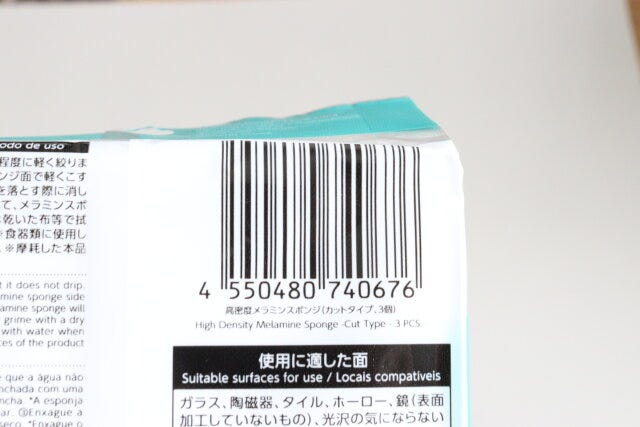 odo de uso
程度に軽く絞りま
ンジ面で軽くこす
を落とす際に消し
て、メラミンスポ
乾いた布等で拭
※食器類に使用し
※摩耗した本品
it does not drip.
amine sponge side
lamine sponge will
grime with a dry
with water when
ces of the product
e que a água não
nchada com uma
ncha. *A esponja
ar. @Enxague a
seco. *Enxague o
4 550480 740676
高密度メラミンスポンジ(カットタイプ、3個)
High Density Melamine Sponge -Cut Type - 3 PCS
使用に適した面
Suitable surfaces for use / Locais compatíveis
ガラス、陶磁器、タイル、ホーロー、鏡(表面
加工していないもの)、光沢の気にならない